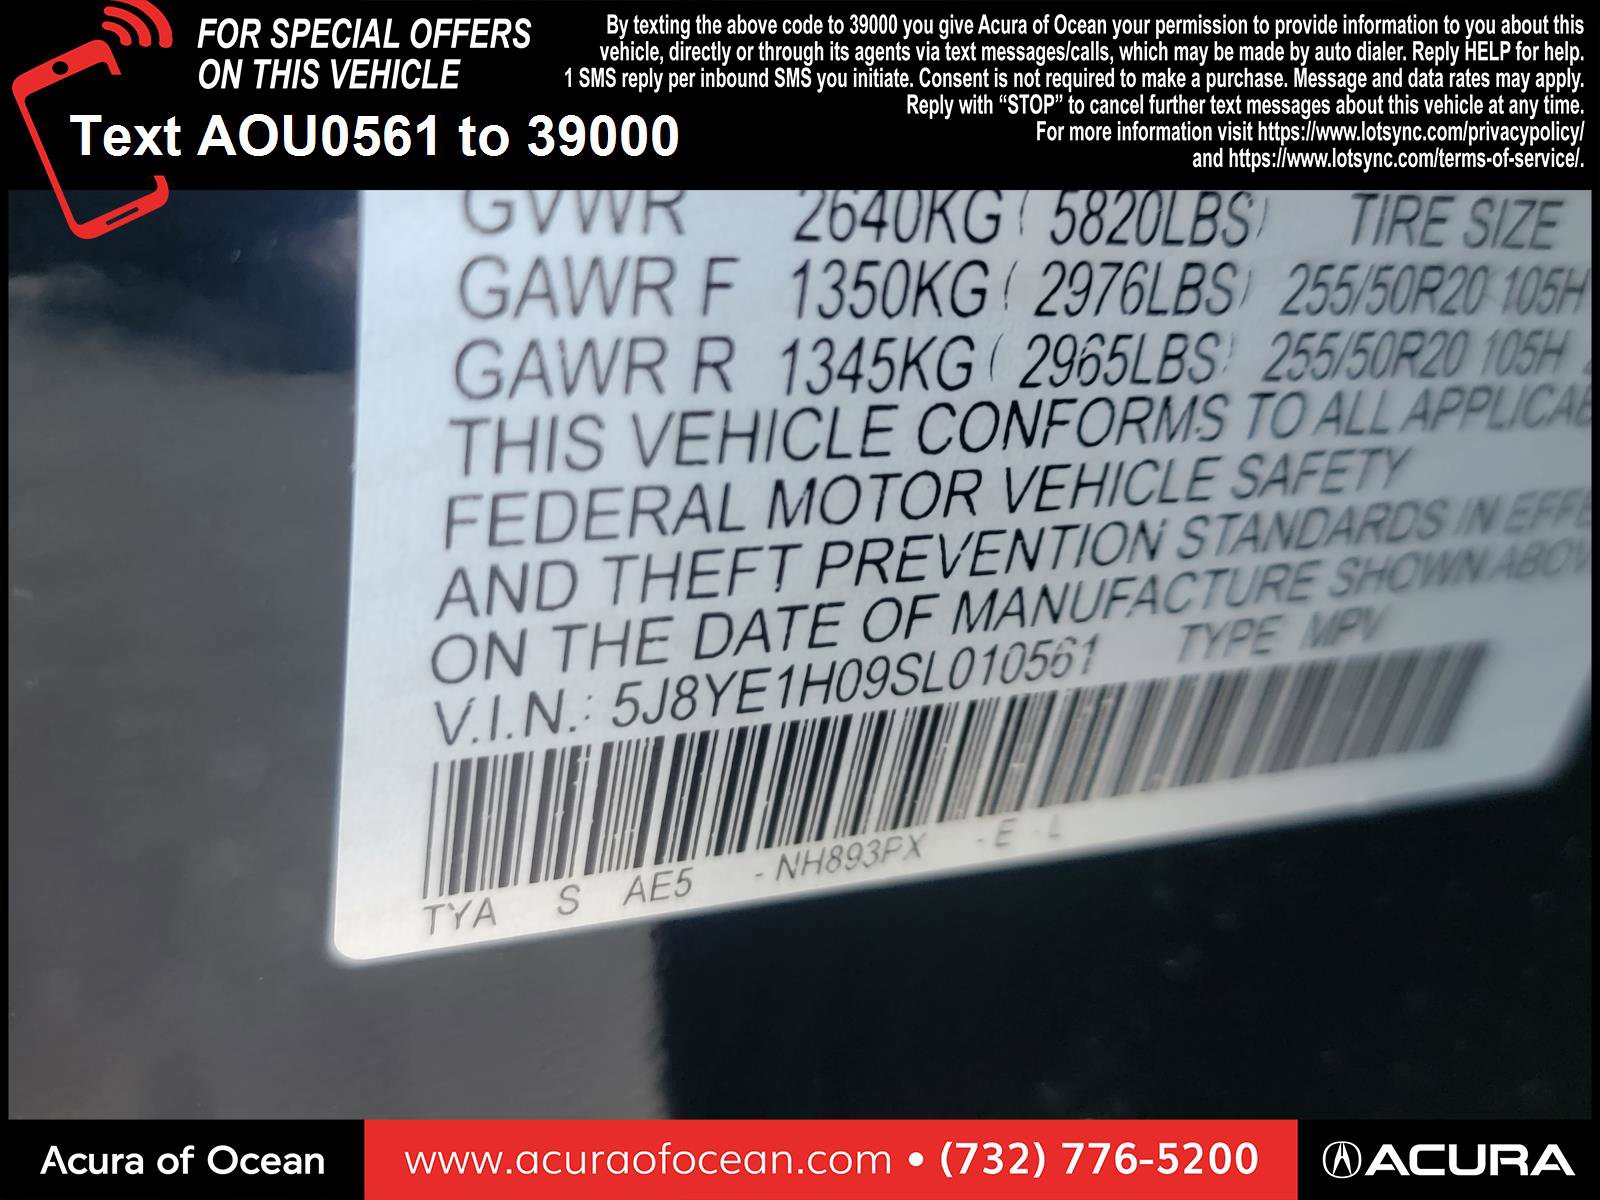 FOR SPECIAL OFFERS
ON THIS VEHICLE
Text AOU0561 to 39000
By texting the above code to 39000 you give Acura of Ocean your permission to provide information to you about this
vehicle, directly or through its agents via text messages/calls, which may be made by auto dialer. Reply HELP for help.
1 SMS reply per inbound SMS you initiate. Consent is not required to make a purchase. Message and data rates may apply.
Reply with “STOP” to cancel further text messages about this vehicle at any time.
For more information visit https://www.lotsync.com/privacypolicy/
and https://www.lotsync.com/terms-of-service/.
GVWR 2640KG ( 5820LBS) TIRE SIZE
GAWR F 1350KG ( 2976LBS) 255/50R20 105H
GAWR R 1345KG ( 2965LBS) 255/50R20 105H
THIS VEHICLE CONFORMS TO ALL APPLICAB
FEDERAL MOTOR VEHICLE SAFETY
AND THEFT PREVENTION STANDARDS IN EFFE
ON THE DATE OF MANUFACTURE SHOWN ABOV
V.I.N.: 5J8YE1H09SL010561 TYPE MPV
TYA S AE5 - NH893PX - E - L
Acura of Ocean
www.acuraofocean.com • (732) 776-5200
ACURA